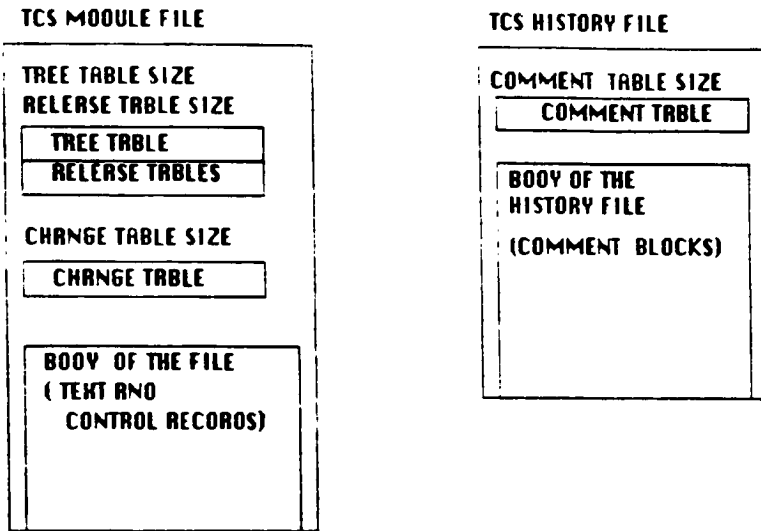 TCS MODULE FILE
TREE TABLE SIZE
RELEASE TABLE SIZE
TREE TABLE
RELEASE TABLES
CHANGE TABLE SIZE
CHANGE TABLE
BODY OF THE FILE
( TEXT AND
CONTROL RECORDS)
TCS HISTORY FILE
COMMENT TABLE SIZE
COMMENT TABLE
BODY OF THE
HISTORY FILE
(COMMENT BLOCKS)